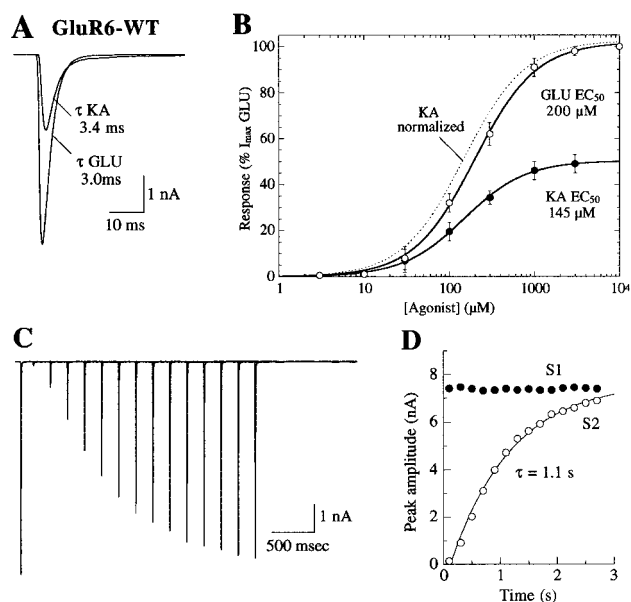 A GluR6-WT
τ KA
3.4 ms
τ GLU
3.0ms
1 nA
10 ms
B
Response (% Imax GLU)
100
80
60
40
20
0
KA
normalized
GLU EC50
200 μM
KA EC50
145 μM
1 10 100 1000 10⁴
[Agonist] (μM)
C
1 nA
500 msec
D
Peak amplitude (nA)
8
6
4
2
0
S1
S2
τ = 1.1 s
0 1 2 3
Time (s)